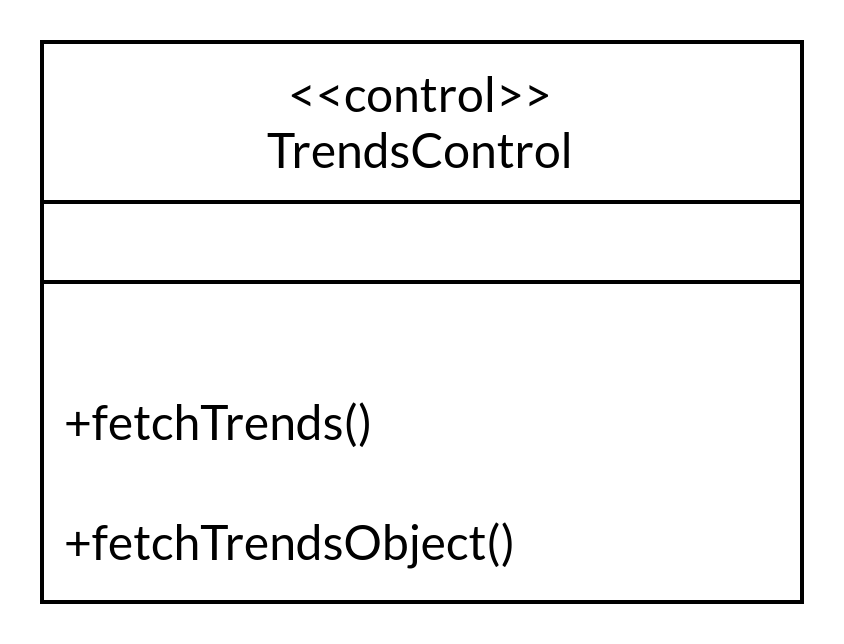 <<control>>
TrendsControl
+fetchTrends()
+fetchTrendsObject()